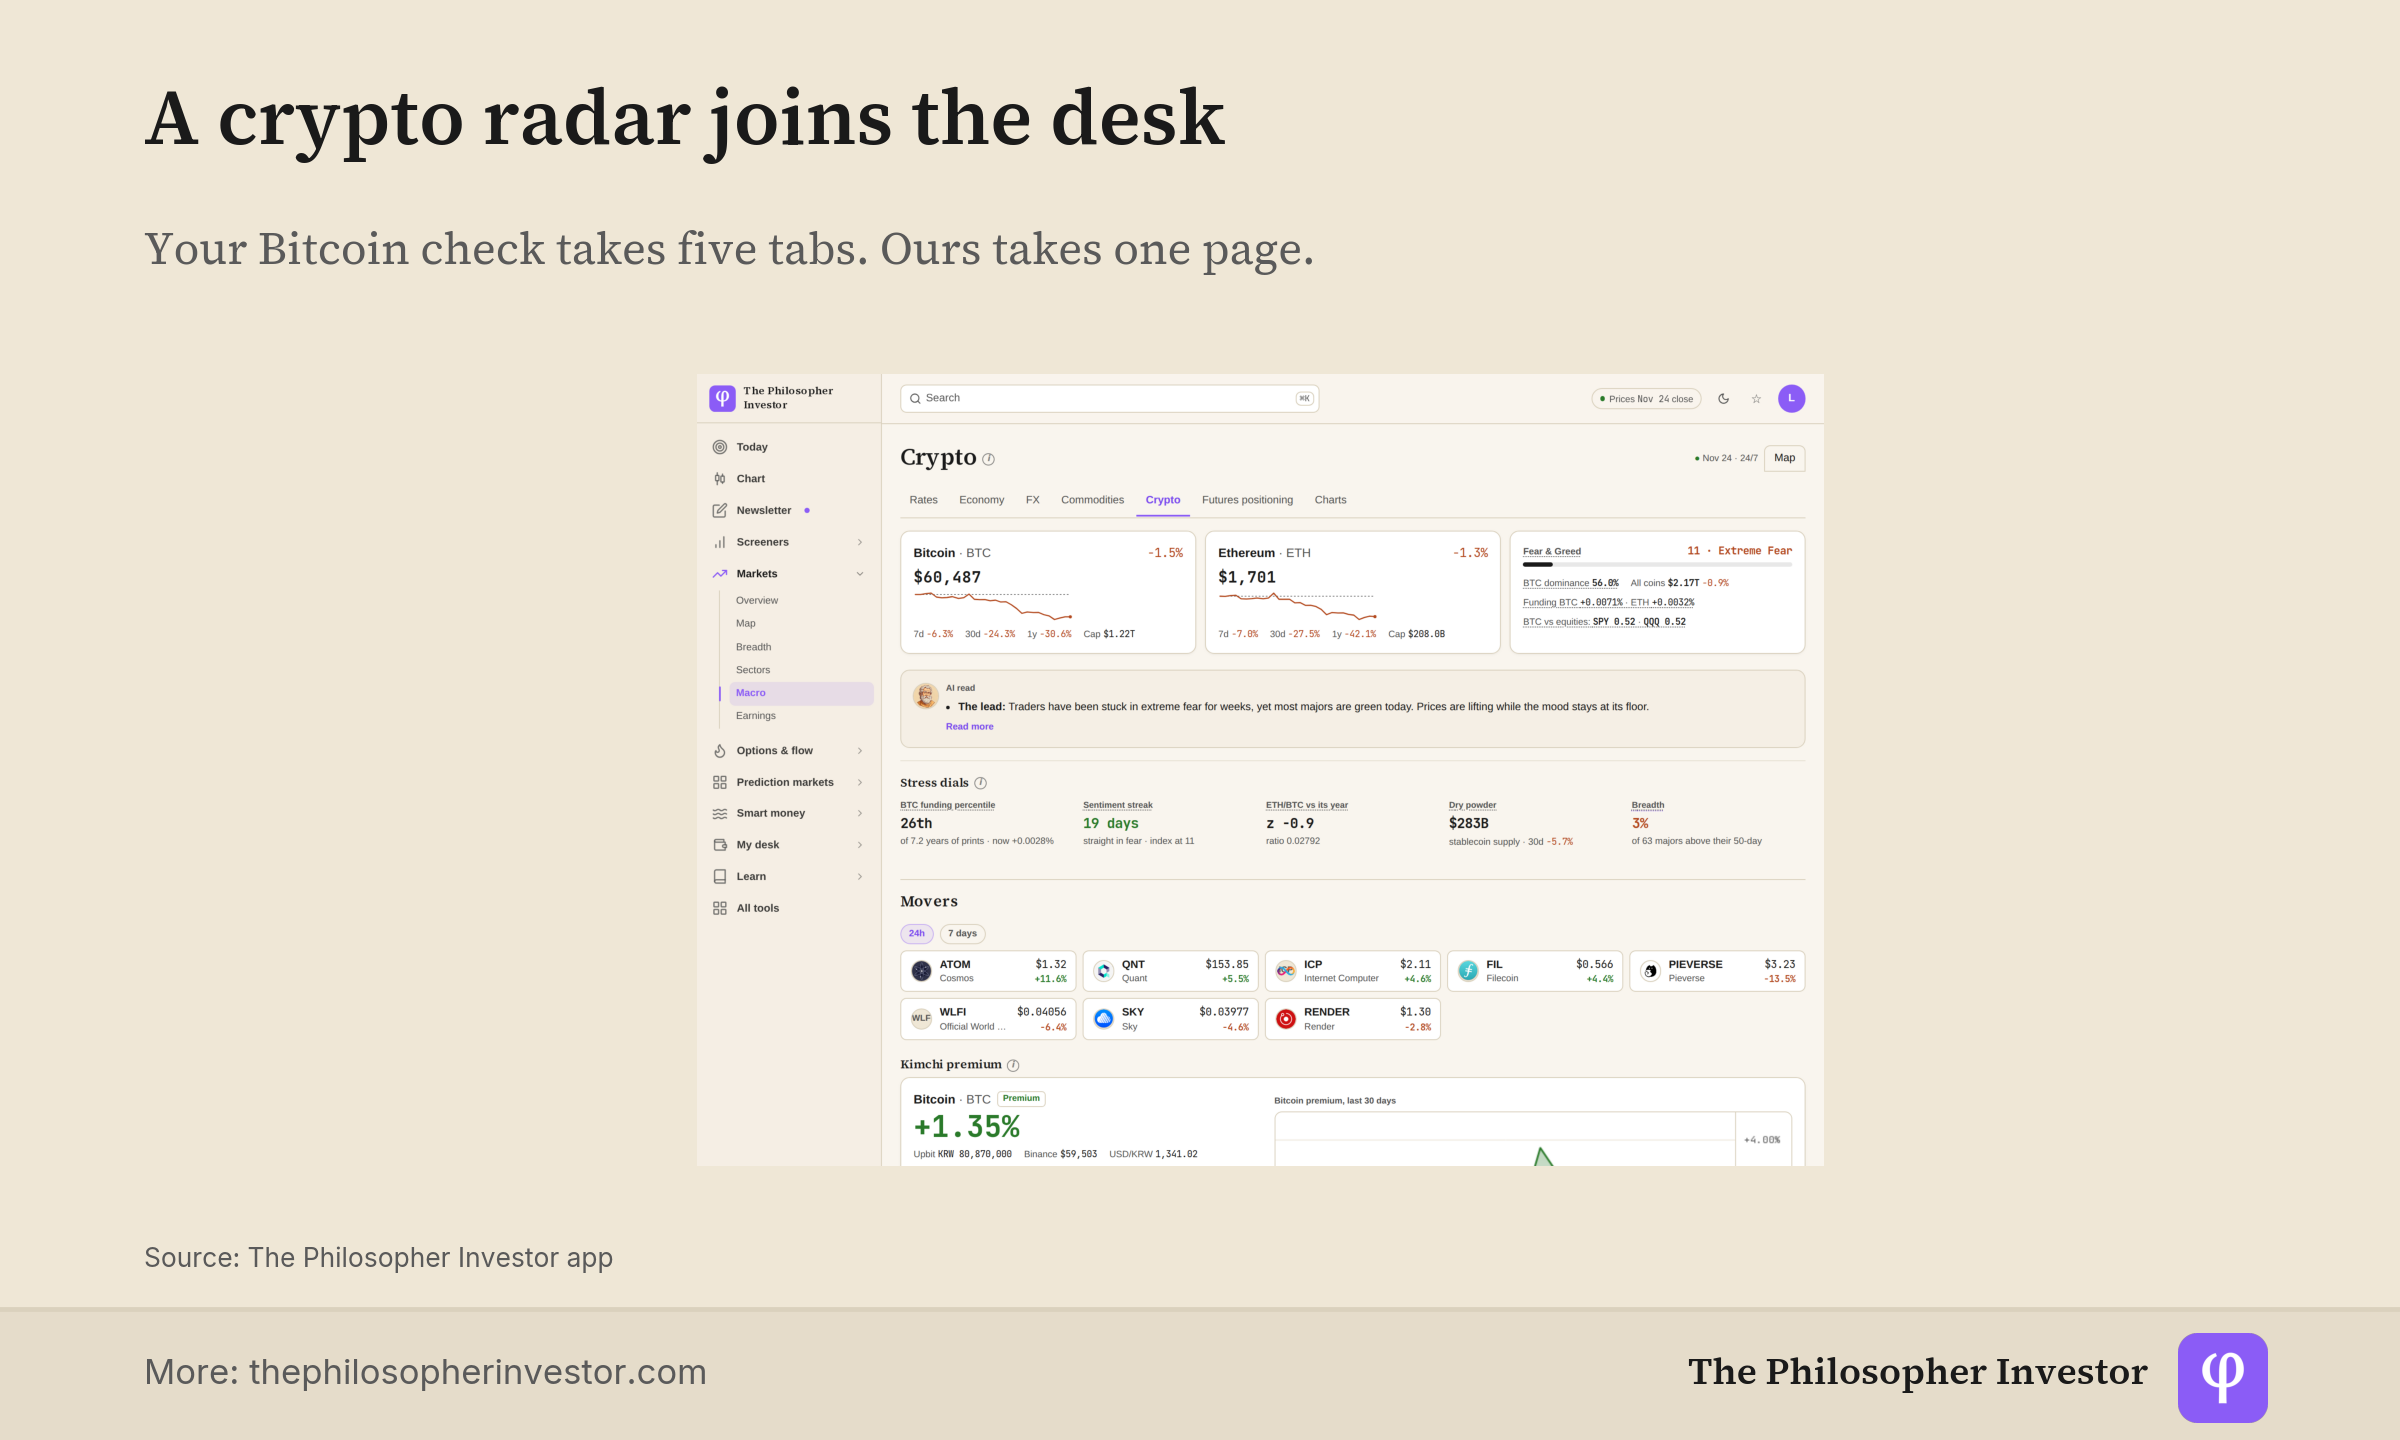 A crypto radar joins the desk
Your Bitcoin check takes five tabs. Ours takes one page.
φ The Philosopher
Investor
Search ⌘K
Prices Nov 24 close
L
Today
Chart
Newsletter
Screeners
Markets
Overview
Map
Breadth
Sectors
Macro
Earnings
Options & flow
Prediction markets
Smart money
My desk
Learn
All tools
Crypto
Nov 24 · 24/7 Map
Rates Economy FX Commodities Crypto Futures positioning Charts
Bitcoin · BTC -1.5%
$60,487
7d -6.3% 30d -24.3% 1y -30.6% Cap $1.22T
Ethereum · ETH -1.3%
$1,701
7d -7.0% 30d -27.5% 1y -42.1% Cap $208.0B
Fear & Greed 11 · Extreme Fear
BTC dominance 56.0% All coins $2.17T -0.9%
Funding BTC +0.0071% · ETH +0.0032%
BTC vs equities: SPY 0.52 · QQQ 0.52
AI read
• The lead: Traders have been stuck in extreme fear for weeks, yet most majors are green today. Prices are lifting while the mood stays at its floor.
Read more
Stress dials
BTC funding percentile
26th
of 7.2 years of prints · now +0.0028%
Sentiment streak
19 days
straight in fear · index at 11
ETH/BTC vs its year
z -0.9
ratio 0.02792
Dry powder
$283B
stablecoin supply · 30d -5.7%
Breadth
3%
of 63 majors above their 50-day
Movers
24h 7 days
ATOM $1.32
Cosmos +11.6%
QNT $153.85
Quant +5.5%
ICP $2.11
Internet Computer +4.6%
FIL $0.566
Filecoin +4.4%
PIEVERSE $3.23
Pieverse -13.5%
WLF WLFI $0.04056
Official World ... -6.4%
SKY $0.03977
Sky -4.6%
RENDER $1.30
Render -2.8%
Kimchi premium
Bitcoin · BTC Premium
+1.35%
Upbit KRW 80,870,000 Binance $59,503 USD/KRW 1,341.02
Bitcoin premium, last 30 days
+4.00%
Source: The Philosopher Investor app
More: thephilosopherinvestor.com
The Philosopher Investor φ